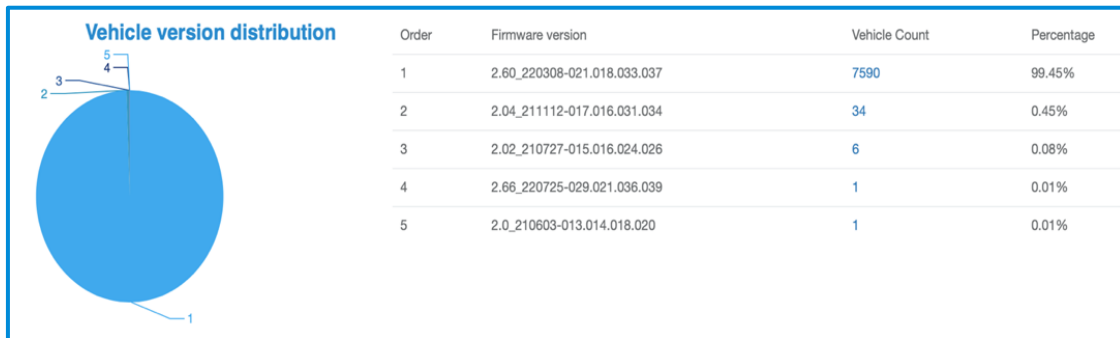 Vehicle version distribution
5
4
3
2
1
Order Firmware version Vehicle Count Percentage
1 2.60_220308-021.018.033.037 7590 99.45%
2 2.04_211112-017.016.031.034 34 0.45%
3 2.02_210727-015.016.024.026 6 0.08%
4 2.66_220725-029.021.036.039 1 0.01%
5 2.0_210603-013.014.018.020 1 0.01%